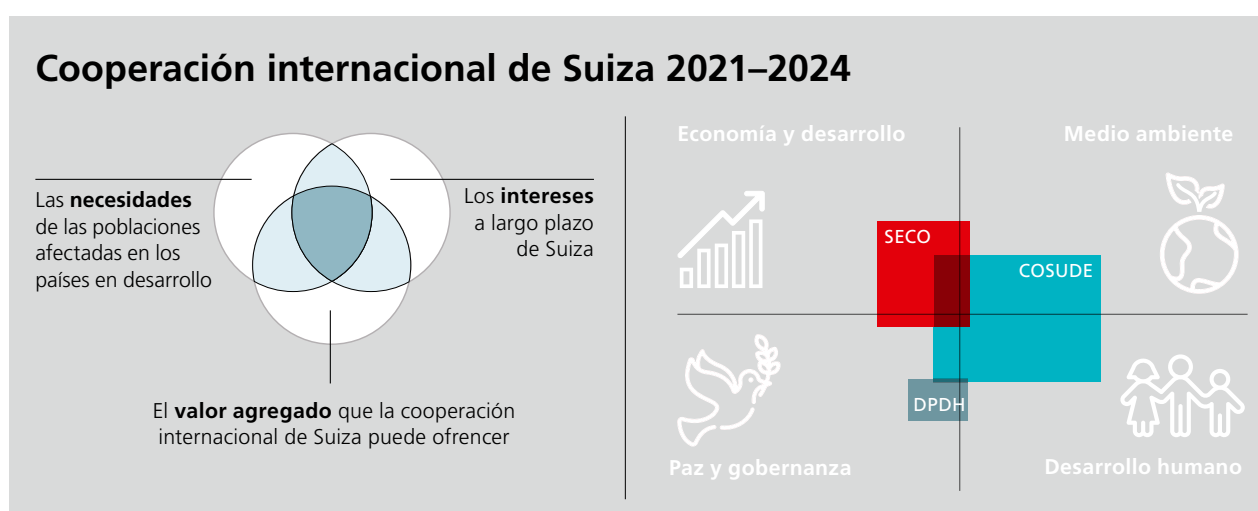 Cooperación internacional de Suiza 2021–2024
Las necesidades
de las poblaciones
afectadas en los
países en desarrollo
Los intereses
a largo plazo
de Suiza
El valor agregado que la cooperación
internacional de Suiza puede ofrencer
Economía y desarrollo
Medio ambiente
SECO
COSUDE
DPDH
Paz y gobernanza
Desarrollo humano